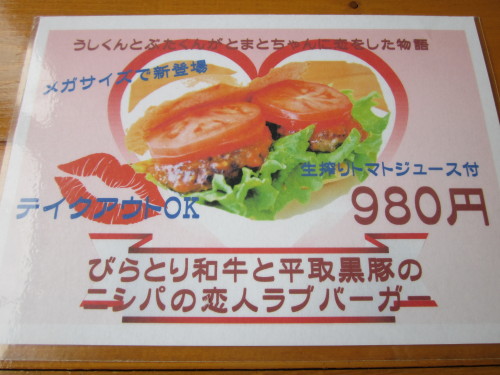 うしくんとぶたくんがとまとちゃんに恋をした物語
メガサイズで新登場
生搾りトマトジュース付
テイクアウトOK
980円
びらとり和牛と平取黒豚の
ニシパの恋人ラブバーガー